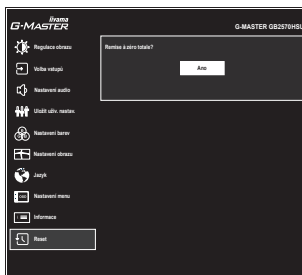 iiyama
G-MASTER
G-MASTER GB2570HSU
Regulace obrazu
Remise à zéro totale?
Ano
Volba vstupů
Nastavení audio
Uložit uživ. nastav.
Nastavení barev
Nastavení obrazu
Jazyk
Nastavení menu
Informace
Reset